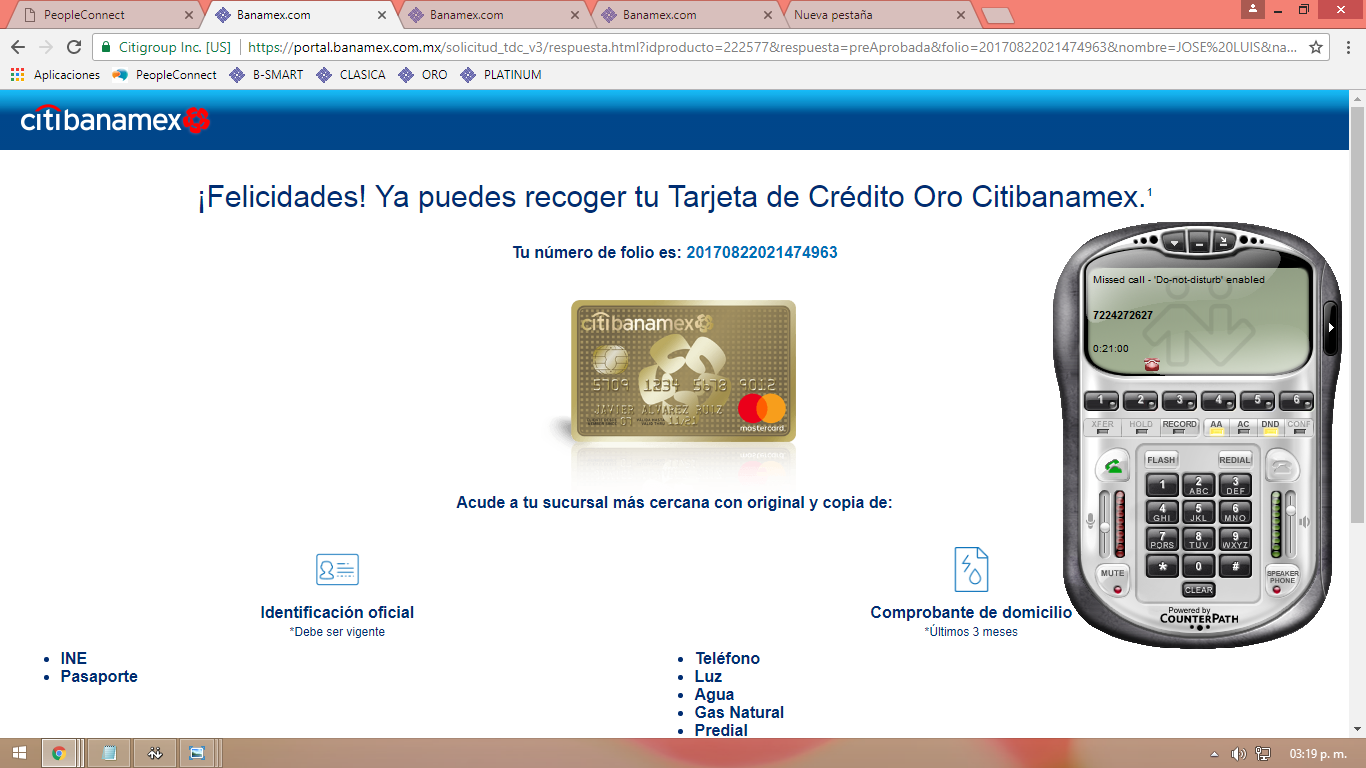 PeopleConnect
Banamex.com
Banamex.com
Banamex.com
Nueva pestaña
Citigroup Inc. [US]
https://portal.banamex.com.mx/solicitud_tdc_v3/respuesta.html?idproducto=222577&respuesta=preAprobada&folio=20170822021474963&nombre=JOSE%20LUIS&na...
Aplicaciones
PeopleConnect
B-SMART
CLASICA
ORO
PLATINUM
citibanamex
¡Felicidades! Ya puedes recoger tu Tarjeta de Crédito Oro Citibanamex.1
Tu número de folio es: 20170822021474963
citibanamex
5709 1234 5678 9012
JAVIER ALVAREZ RUIZ
07 11/21
mastercard
Acude a tu sucursal más cercana con original y copia de:
Identificación oficial
*Debe ser vigente
INE
Pasaporte
Comprobante de domicilio
*Últimos 3 meses
Teléfono
Luz
Agua
Gas Natural
Predial
Missed call - 'Do-not-disturb' enabled
7224272627
0:21:00
1 2 3 4 5 6
XFER HOLD RECORD AA AC DND CONF
FLASH REDIAL
1 2 ABC 3 DEF
4 GHI 5 JKL 6 MNO
7 PQRS 8 TUV 9 WXYZ
* 0 #
MUTE
SPEAKER PHONE
CLEAR
Powered by
COUNTERPATH
03:19 p. m.